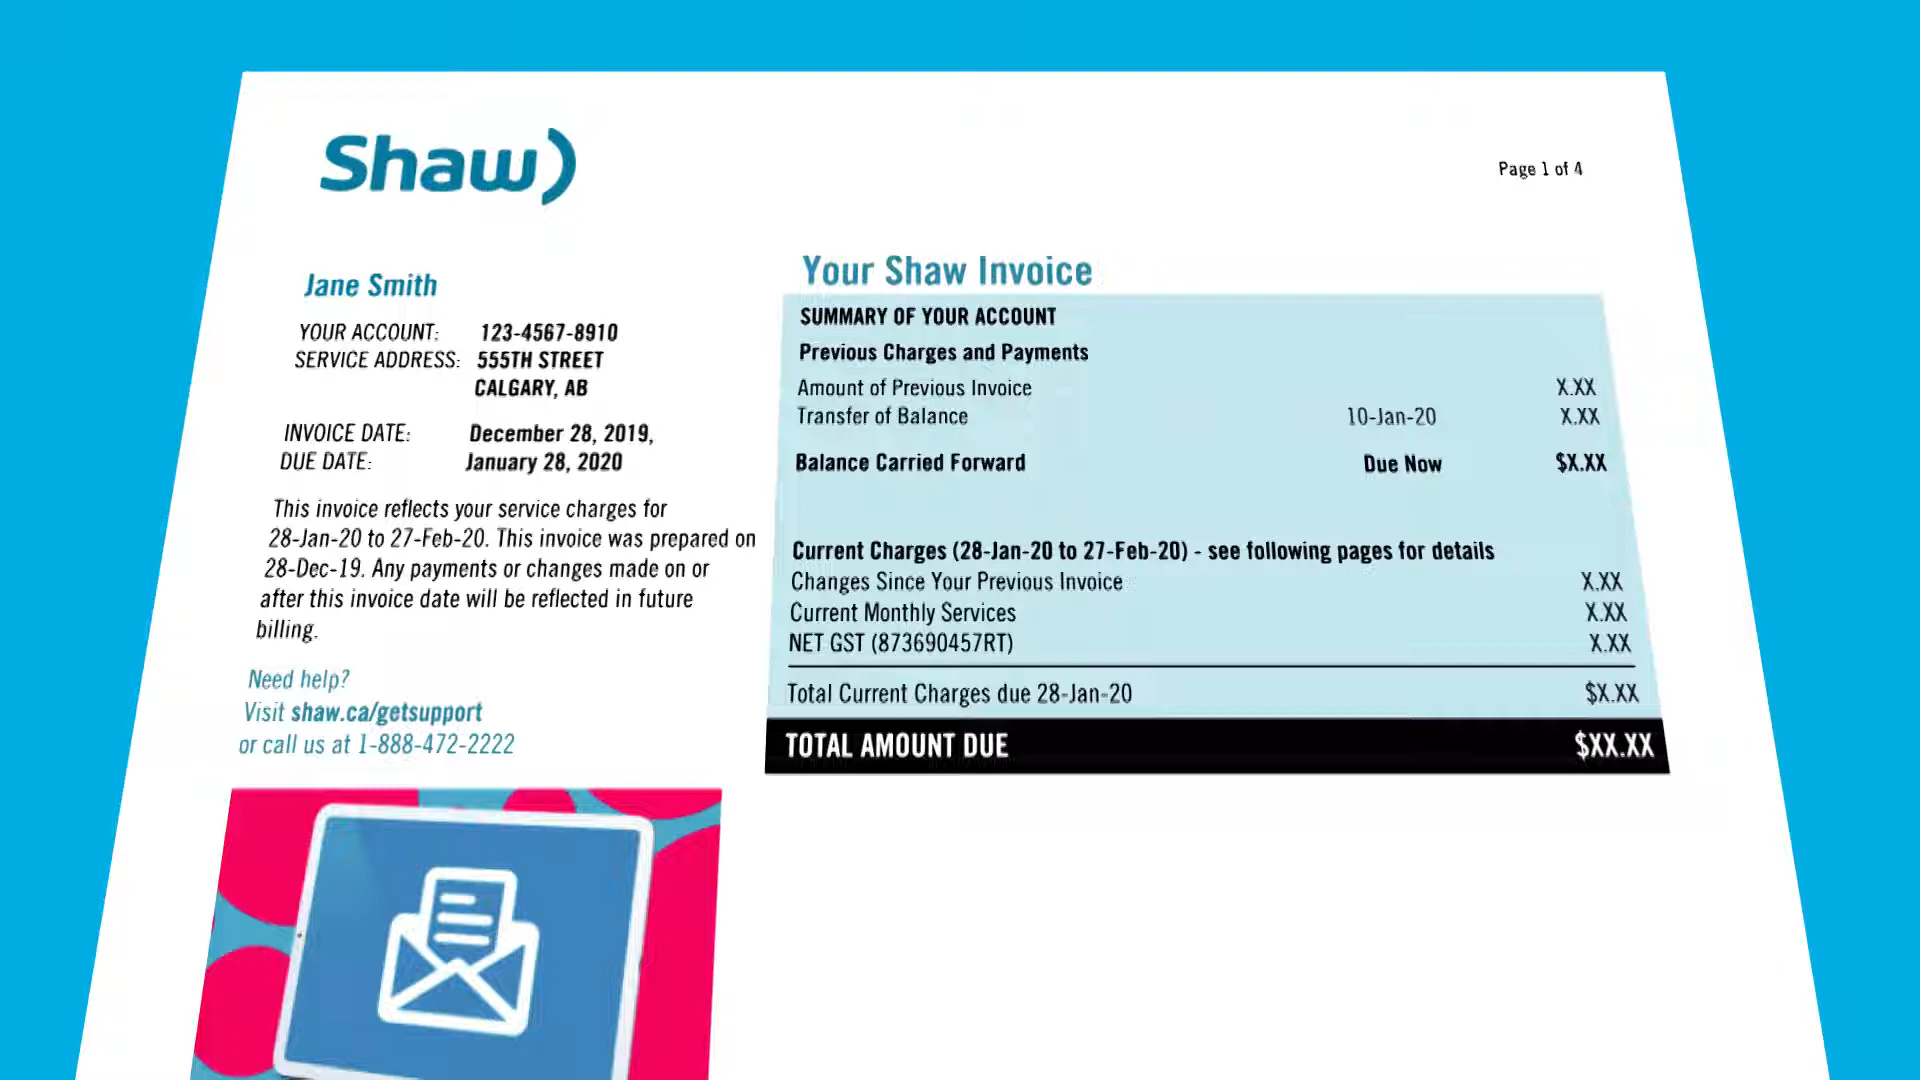 Shaw)
Page 1 of 4
Jane Smith
YOUR ACCOUNT: 123-4567-8910
SERVICE ADDRESS: 555TH STREET
CALGARY, AB
INVOICE DATE: December 28, 2019,
DUE DATE: January 28, 2020
This invoice reflects your service charges for
28-Jan-20 to 27-Feb-20. This invoice was prepared on
28-Dec-19. Any payments or changes made on or
after this invoice date will be reflected in future
billing.
Need help?
Visit shaw.ca/getsupport
or call us at 1-888-472-2222
Your Shaw Invoice
SUMMARY OF YOUR ACCOUNT
Previous Charges and Payments
Amount of Previous Invoice X.XX
Transfer of Balance 10-Jan-20 X.XX
Balance Carried Forward Due Now $X.XX
Current Charges (28-Jan-20 to 27-Feb-20) - see following pages for details
Changes Since Your Previous Invoice X.XX
Current Monthly Services X.XX
NET GST (873690457RT) X.XX
Total Current Charges due 28-Jan-20 $X.XX
TOTAL AMOUNT DUE $XX.XX